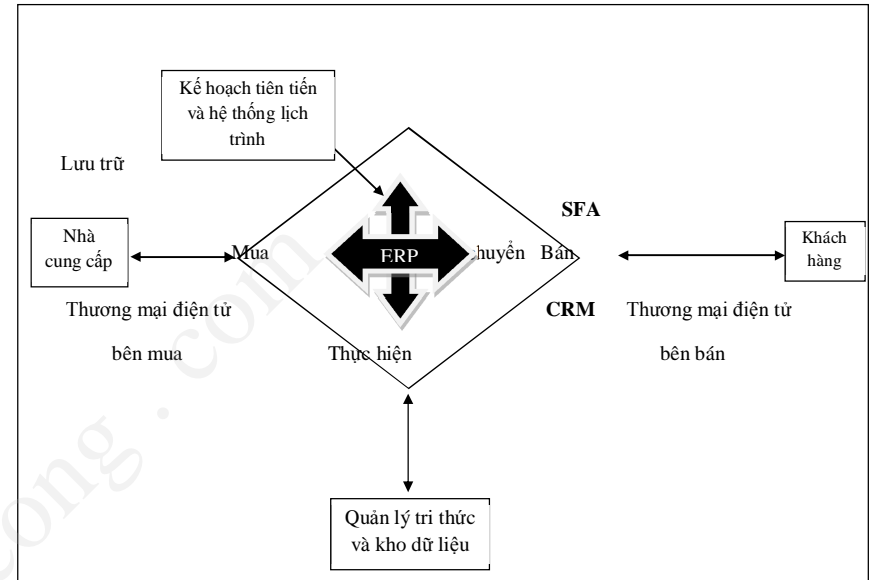 Kế hoạch tiên tiến
và hệ thống lịch
trình
Lưu trữ
SFA
Nhà
cung cấp
Mua
ERP
huyển Bán
Khách
hàng
Thương mại điện tử
bên mua
CRM
Thương mại điện tử
bên bán
Thực hiện
Quản lý tri thức
và kho dữ liệu
ong . com